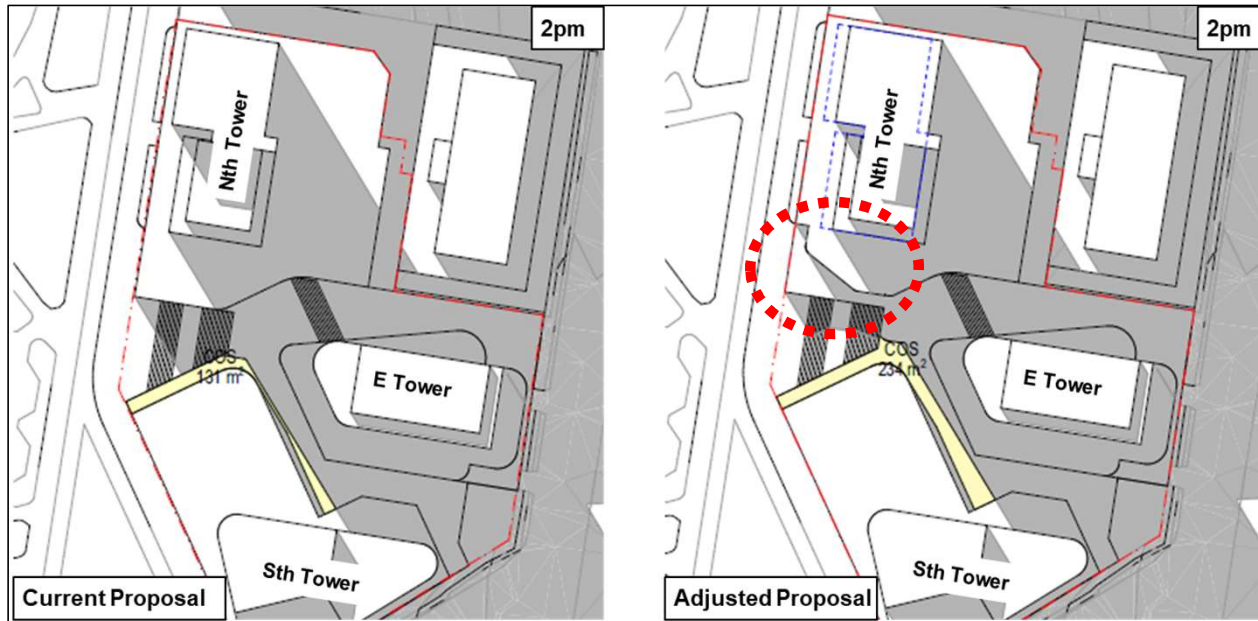 2pm
Nth Tower
COS
131 m²
E Tower
Sth Tower
Current Proposal
2pm
Nth Tower
COS
234 m²
E Tower
Sth Tower
Adjusted Proposal